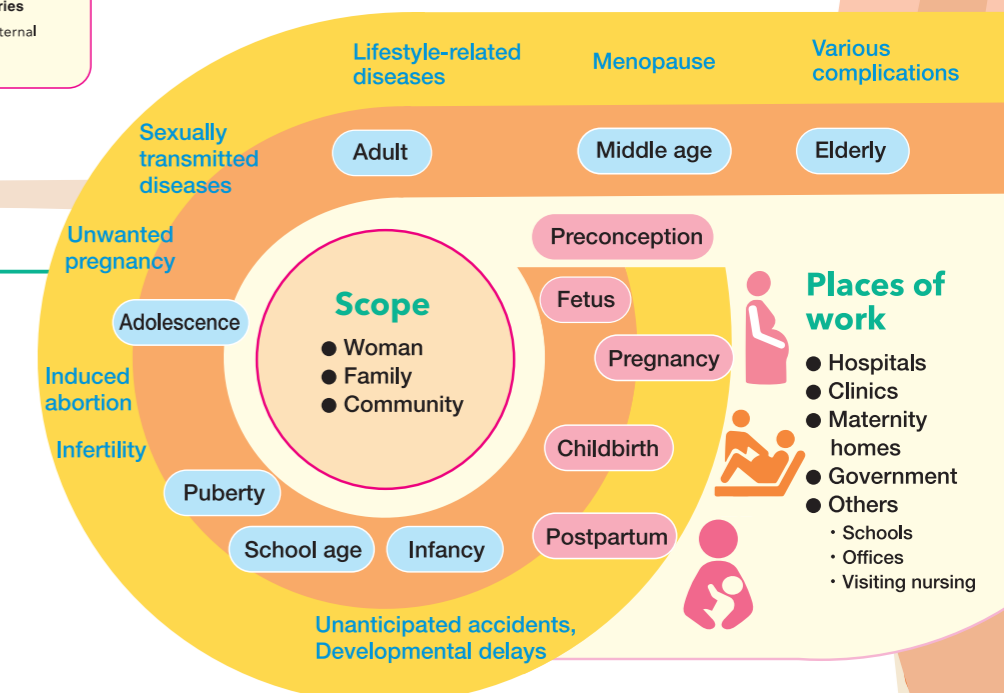 Lifestyle-related
diseases
Menopause
Various
complications
Sexually
transmitted
diseases
Adult
Middle age
Elderly
Unwanted
pregnancy
Preconception
Fetus
Adolescence
Pregnancy
Induced
abortion
Infertility
Childbirth
Puberty
School age
Infancy
Postpartum
Unanticipated accidents,
Developmental delays
Scope
● Woman
● Family
● Community
Places of
work
● Hospitals
● Clinics
● Maternity
homes
● Government
● Others
・Schools
・Offices
・Visiting nursing